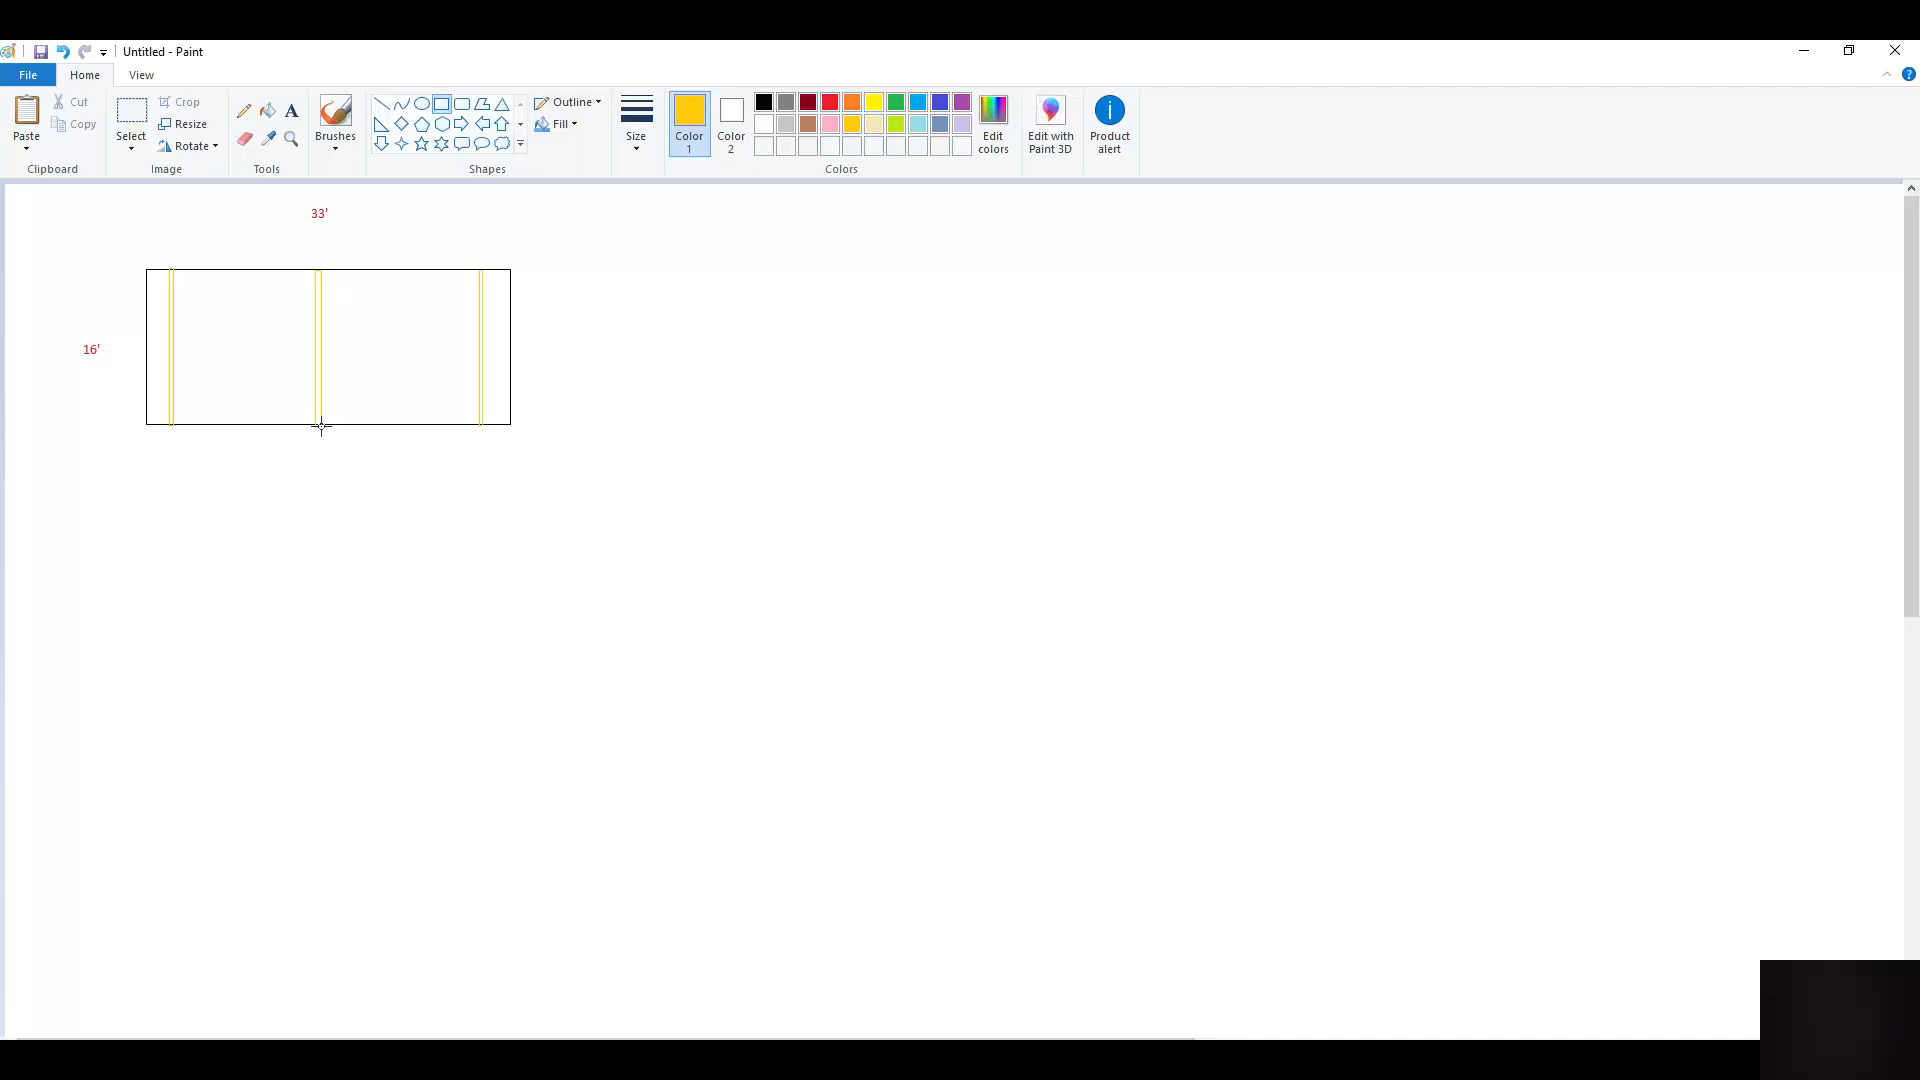 Untitled - Paint
File Home View
Paste
Cut
Copy
Clipboard
Select
Crop
Resize
Rotate
Image
A
Tools
Brushes
Shapes
Outline
Fill
Size
Color 1
Color 2
Edit colors
Colors
Edit with Paint 3D
Product alert
33'
16'